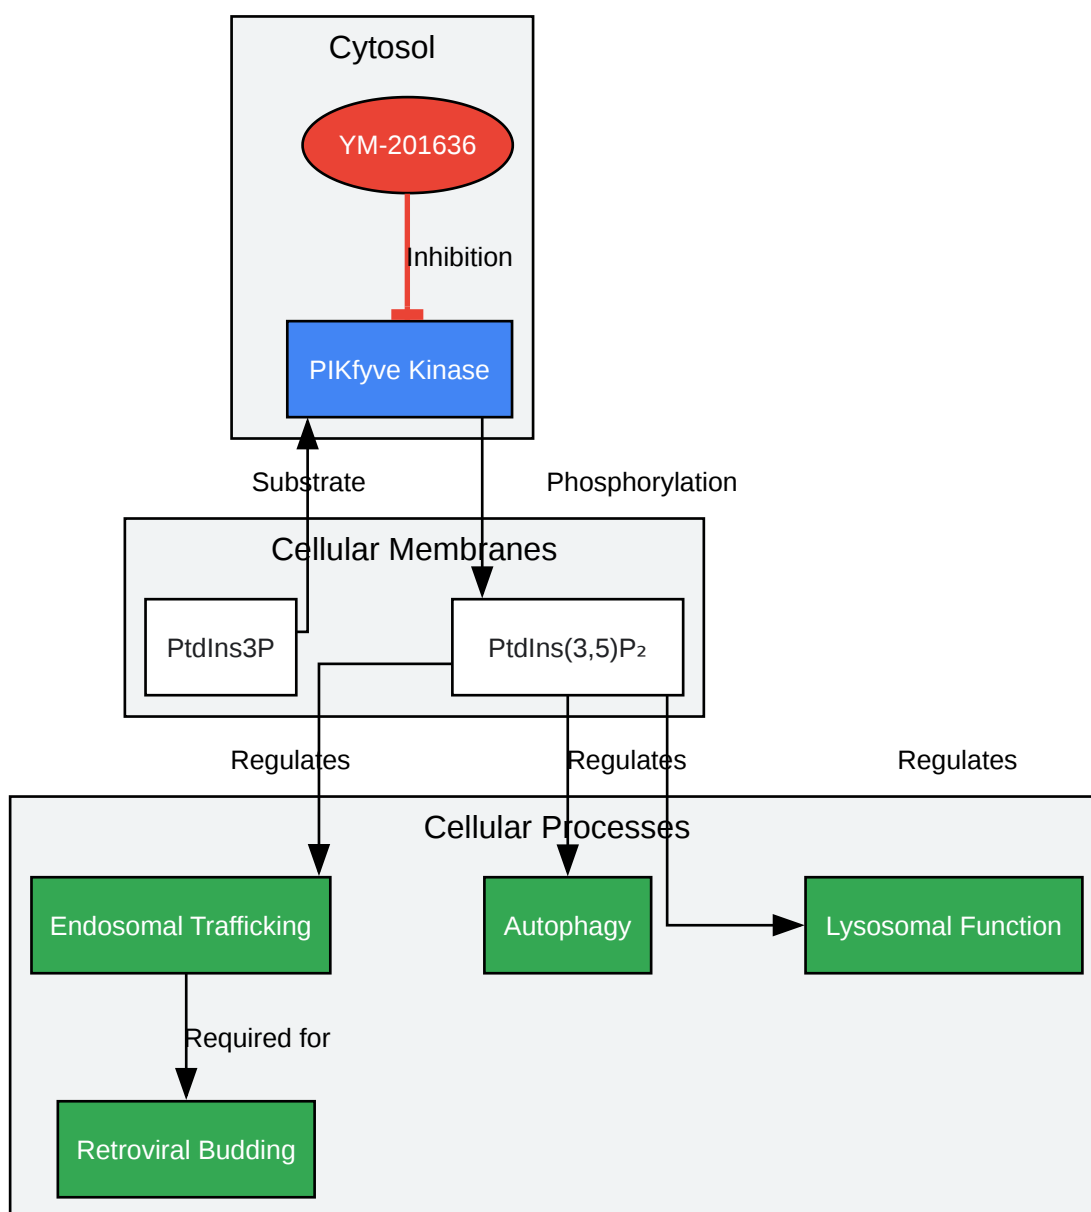 Cytosol
YM-201636
Inhibition
PIKfyve Kinase
Substrate
Phosphorylation
Cellular Membranes
PtdIns3P
PtdIns(3,5)P₂
Regulates
Regulates
Regulates
Cellular Processes
Endosomal Trafficking
Autophagy
Lysosomal Function
Required for
Retroviral Budding